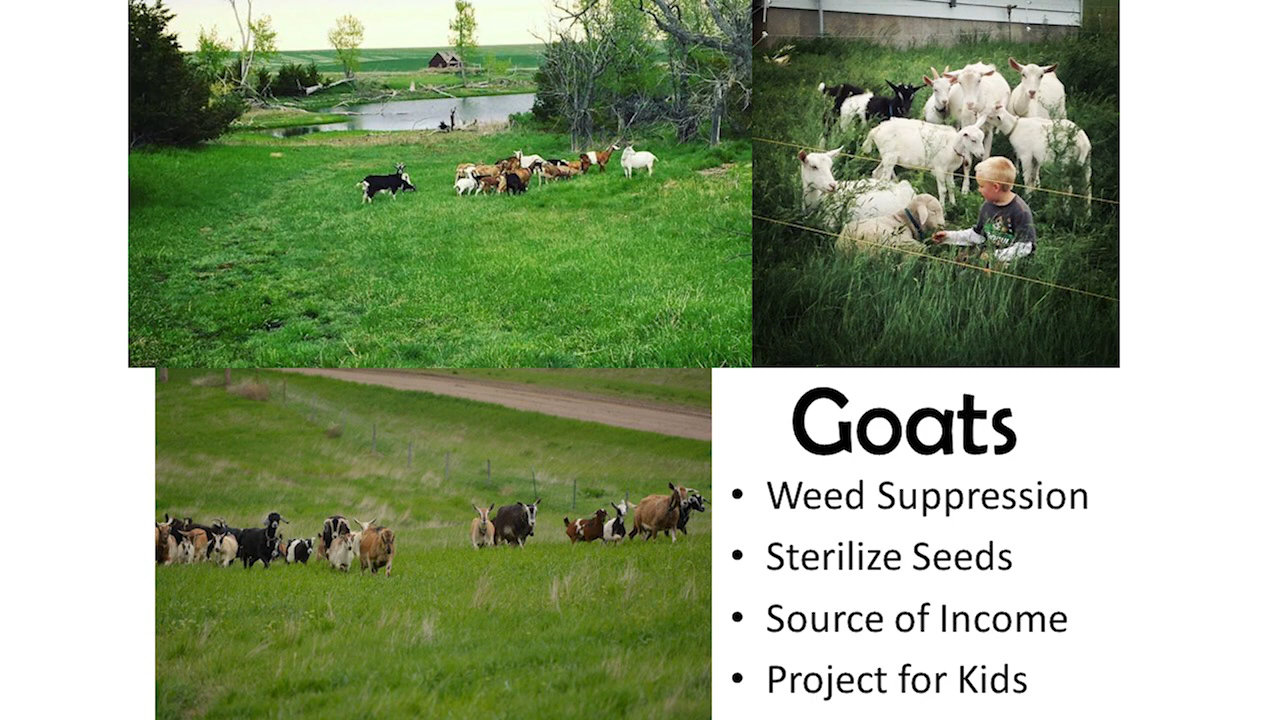 Goats
• Weed Suppression
• Sterilize Seeds
• Source of Income
• Project for Kids